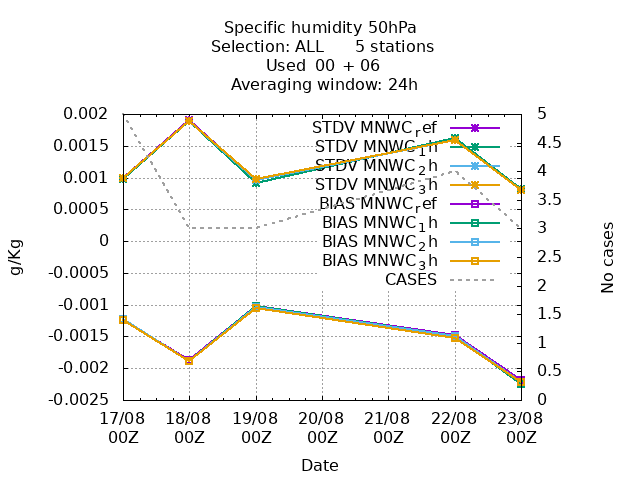 Specific humidity 50hPa
Selection: ALL 5 stations
Used 00 + 06
Averaging window: 24h
g/Kg
0.002
0.0015
0.001
0.0005
0
-0.0005
-0.001
-0.0015
-0.002
-0.0025
STDV MNWC_ref
STDV MNWC_1h
STDV MNWC_2h
STDV MNWC_3h
BIAS MNWC_ref
BIAS MNWC_1h
BIAS MNWC_2h
BIAS MNWC_3h
CASES
5
4.5
4
3.5
3
2.5
2
1.5
1
0.5
0
No cases
17/08 18/08 19/08 20/08 21/08 22/08 23/08
00Z 00Z 00Z 00Z 00Z 00Z 00Z
Date